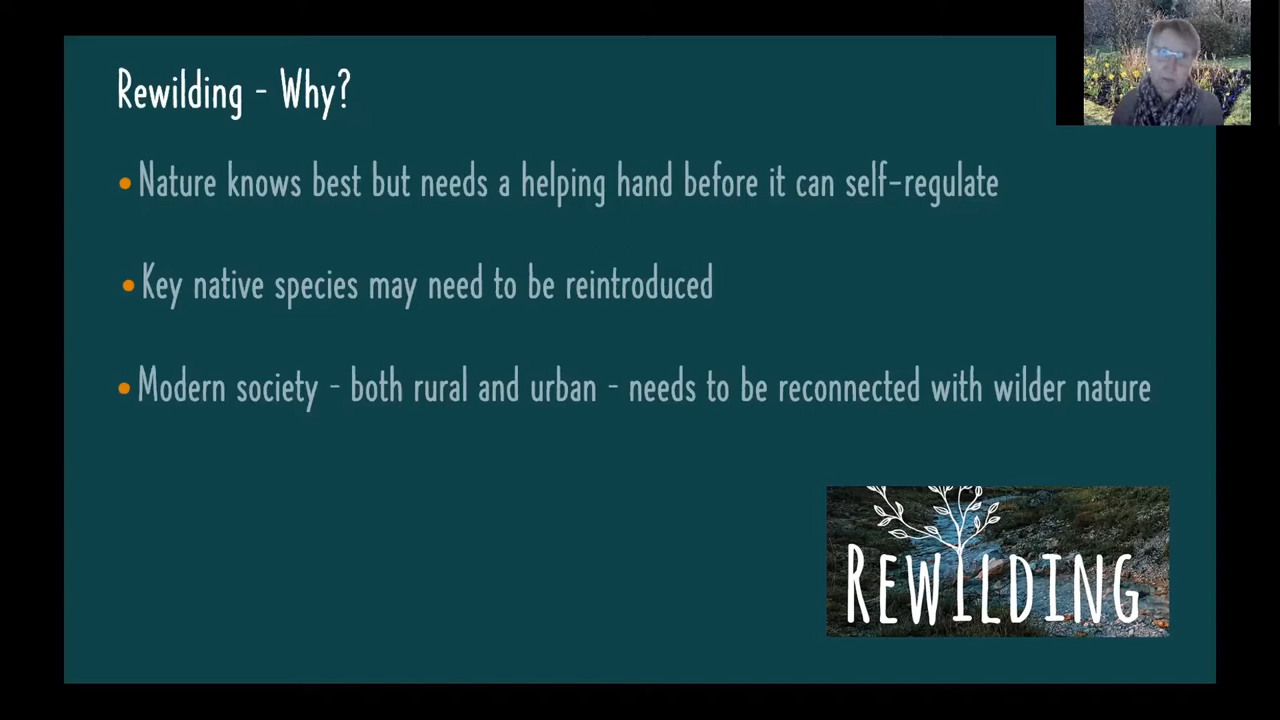 Rewilding - Why?
•Nature knows best but needs a helping hand before it can self-regulate
•Key native species may need to be reintroduced
•Modern society - both rural and urban - needs to be reconnected with wilder nature
REWILDING